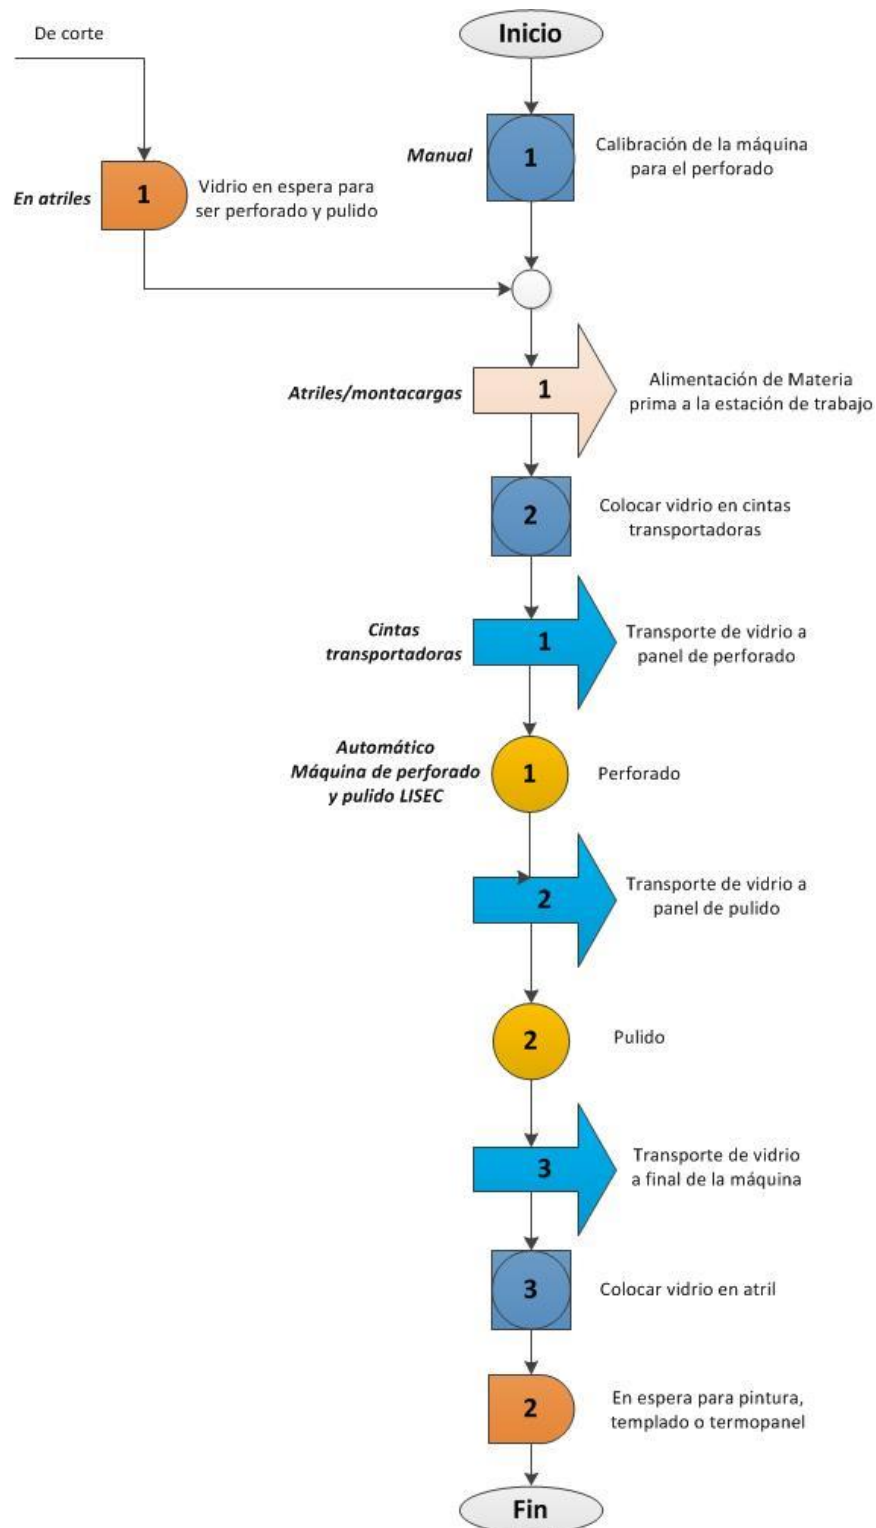 De corte
Inicio
Manual
1
Calibración de la máquina
para el perforado
En atriles
1
Vidrio en espera para
ser perforado y pulido
Atriles/montacargas
1
Alimentación de Materia
prima a la estación de trabajo
2
Colocar vidrio en cintas
transportadoras
Cintas
transportadoras
1
Transporte de vidrio a
panel de perforado
Automático
Máquina de perforado
y pulido LISEC
1
Perforado
2
Transporte de vidrio a
panel de pulido
2
Pulido
3
Transporte de vidrio
a final de la máquina
3
Colocar vidrio en atril
2
En espera para pintura,
templado o termopanel
Fin